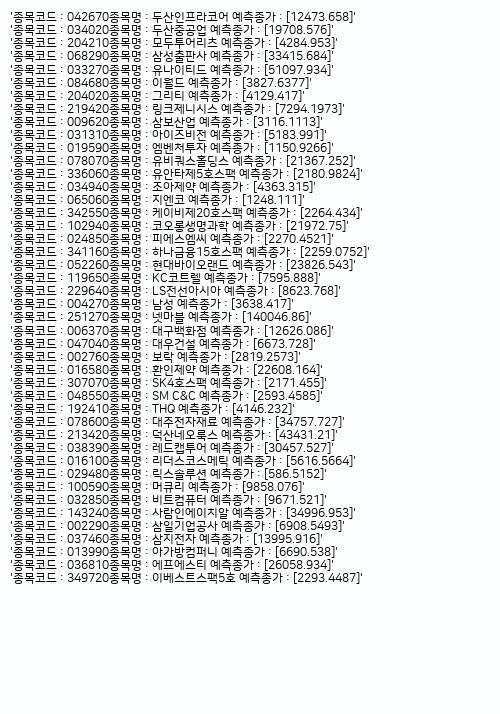 '종목코드 : 042670종목명 : 두산인프라코어 예측종가 : [12473.658]'
'종목코드 : 034020종목명 : 두산중공업 예측종가 : [19708.576]'
'종목코드 : 204210종목명 : 모두투어리츠 예측종가 : [4284.953]'
'종목코드 : 068290종목명 : 삼성출판사 예측종가 : [33415.684]'
'종목코드 : 033270종목명 : 유나이티드 예측종가 : [51097.934]'
'종목코드 : 084680종목명 : 이월드 예측종가 : [3827.6377]'
'종목코드 : 204020종목명 : 그리티 예측종가 : [4129.417]'
'종목코드 : 219420종목명 : 링크제니시스 예측종가 : [7294.1973]'
'종목코드 : 009620종목명 : 삼보산업 예측종가 : [3116.1113]'
'종목코드 : 031310종목명 : 아이즈비전 예측종가 : [5183.991]'
'종목코드 : 019590종목명 : 엠벤처투자 예측종가 : [1150.9266]'
'종목코드 : 078070종목명 : 유비쿼스홀딩스 예측종가 : [21367.252]'
'종목코드 : 336060종목명 : 유안타제5호스팩 예측종가 : [2180.9824]'
'종목코드 : 034940종목명 : 조아제약 예측종가 : [4363.315]'
'종목코드 : 065060종목명 : 지엔코 예측종가 : [1248.111]'
'종목코드 : 342550종목명 : 케이비제20호스팩 예측종가 : [2264.434]'
'종목코드 : 102940종목명 : 코오롱생명과학 예측종가 : [21972.75]'
'종목코드 : 024850종목명 : 피에스엠씨 예측종가 : [2270.4521]'
'종목코드 : 341160종목명 : 하나금융15호스팩 예측종가 : [2259.0752]'
'종목코드 : 052260종목명 : 현대바이오랜드 예측종가 : [23826.543]'
'종목코드 : 119650종목명 : KC코트렐 예측종가 : [7595.888]'
'종목코드 : 229640종목명 : LS전선아시아 예측종가 : [8623.768]'
'종목코드 : 004270종목명 : 남성 예측종가 : [3638.417]'
'종목코드 : 251270종목명 : 넷마블 예측종가 : [140046.86]'
'종목코드 : 006370종목명 : 대구백화점 예측종가 : [12626.086]'
'종목코드 : 047040종목명 : 대우건설 예측종가 : [6673.728]'
'종목코드 : 002760종목명 : 보락 예측종가 : [2819.2573]'
'종목코드 : 016580종목명 : 환인제약 예측종가 : [22608.164]'
'종목코드 : 307070종목명 : SK4호스팩 예측종가 : [2171.455]'
'종목코드 : 048550종목명 : SM C&C 예측종가 : [2593.4585]'
'종목코드 : 192410종목명 : THQ 예측종가 : [4146.232]'
'종목코드 : 078600종목명 : 대주전자재료 예측종가 : [34757.727]'
'종목코드 : 213420종목명 : 덕산네오룩스 예측종가 : [43431.21]'
'종목코드 : 038390종목명 : 레드캡투어 예측종가 : [30457.527]'
'종목코드 : 016100종목명 : 리더스코스메틱 예측종가 : [5616.5664]'
'종목코드 : 029480종목명 : 릭스솔루션 예측종가 : [586.5152]'
'종목코드 : 100590종목명 : 머큐리 예측종가 : [9858.076]'
'종목코드 : 032850종목명 : 비트컴퓨터 예측종가 : [9671.521]'
'종목코드 : 143240종목명 : 사람인에이치알 예측종가 : [34996.953]'
'종목코드 : 002290종목명 : 삼일기업공사 예측종가 : [6908.5493]'
'종목코드 : 037460종목명 : 삼지전자 예측종가 : [13995.916]'
'종목코드 : 013990종목명 : 아가방컴퍼니 예측종가 : [6690.538]'
'종목코드 : 036810종목명 : 에프에스티 예측종가 : [26058.934]'
'종목코드 : 349720종목명 : 이베스트스팩5호 예측종가 : [2293.4487]'